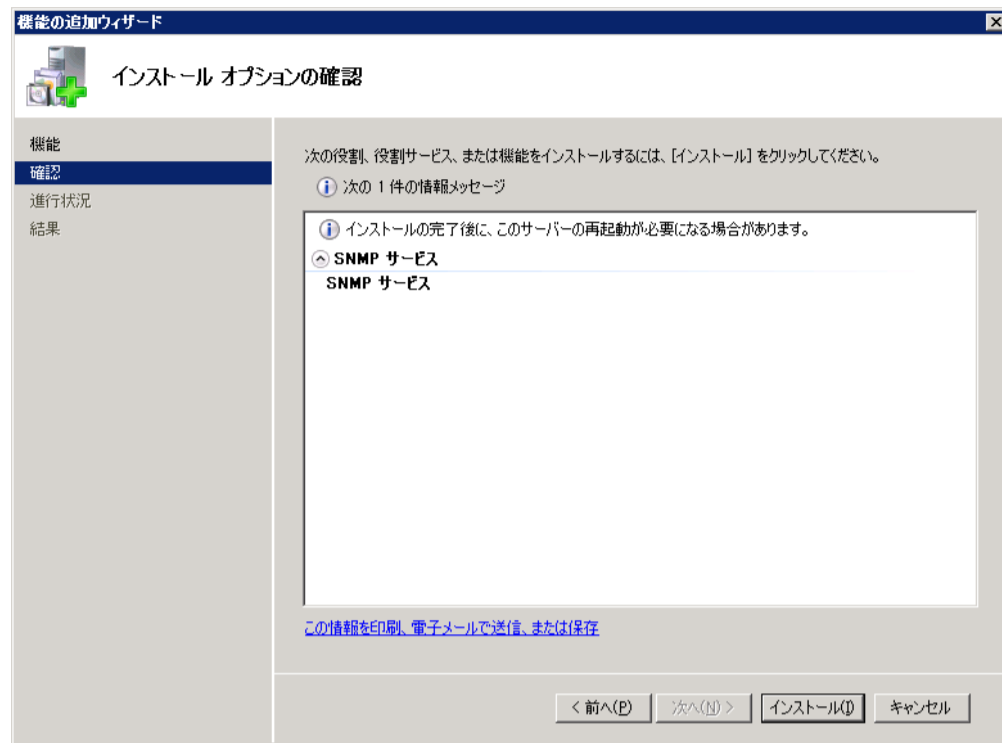 機能の追加ウィザード
インストール オプションの確認
機能
確認
進行状況
結果
次の役割、役割サービス、または機能をインストールするには、[インストール] をクリックしてください。
次の 1 件の情報メッセージ
インストールの完了後に、このサーバーの再起動が必要になる場合があります。
SNMP サービス
SNMP サービス
この情報を印刷、電子メールで送信、または保存
< 前へ(P) 次へ(N) > インストール(I) キャンセル